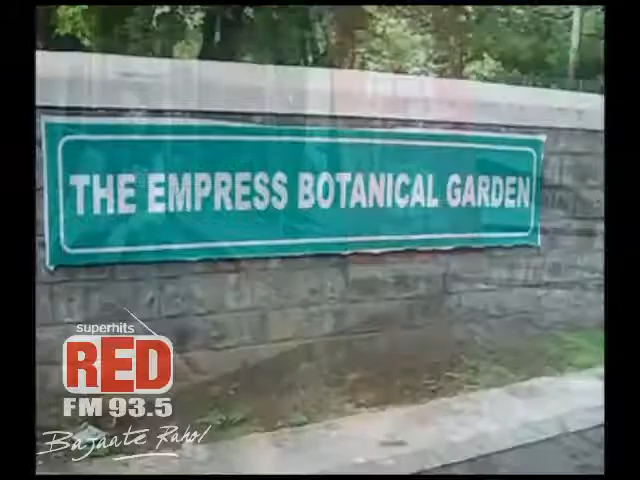 THE EMPRESS BOTANICAL GARDEN
superhits
RED
FM 93.5
Bajaate Raho!